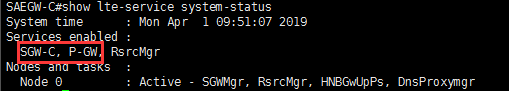 SAEGW-C#show lte-service system-status
System time : Mon Apr 1 09:51:07 2019
Services enabled :
SGW-C, P-GW, RsrcMgr
Nodes and tasks :
Node 0 : Active - SGWMgr, RsrcMgr, HNBGwUpPs, DnsProxymgr